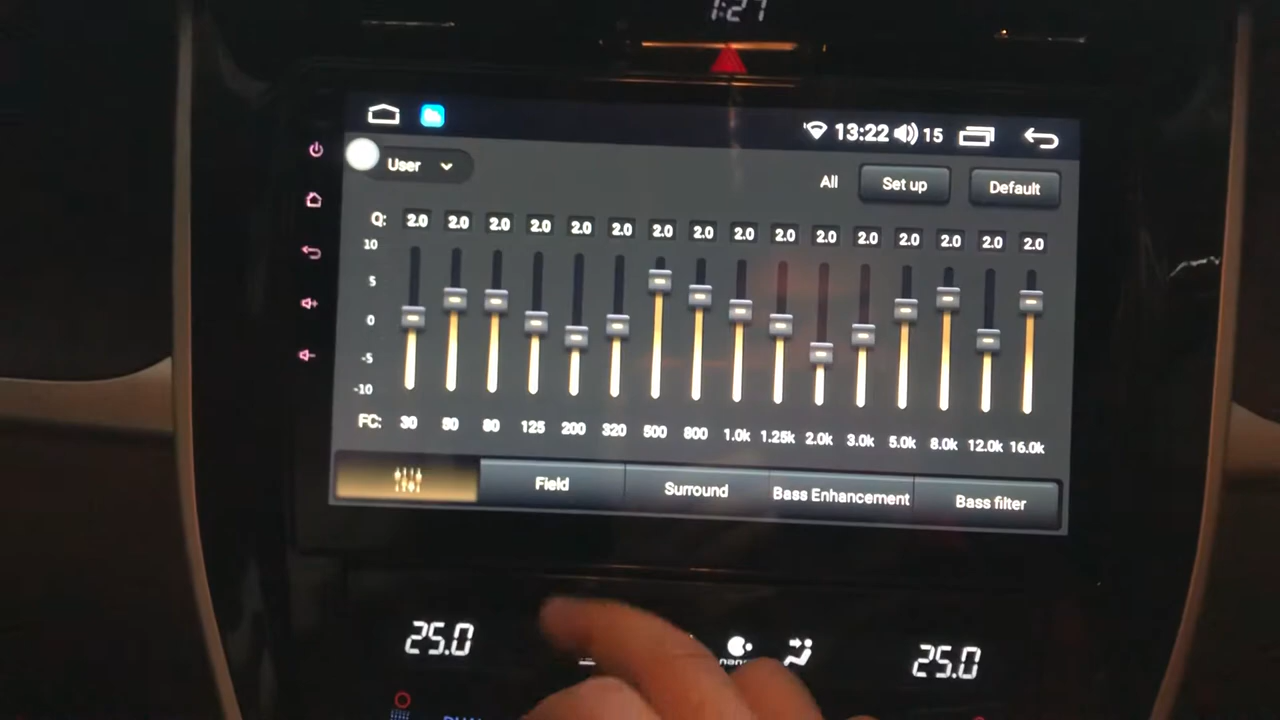 1:27
13:22 15
User All Set up Default
Q: 2.0 2.0 2.0 2.0 2.0 2.0 2.0 2.0 2.0 2.0 2.0 2.0 2.0 2.0 2.0 2.0
10
5
0
-5
-10
FC: 30 50 80 125 200 320 500 800 1.0k 1.25k 2.0k 3.0k 5.0k 8.0k 12.0k 16.0k
Field Surround Bass Enhancement Bass filter
25.0 25.0